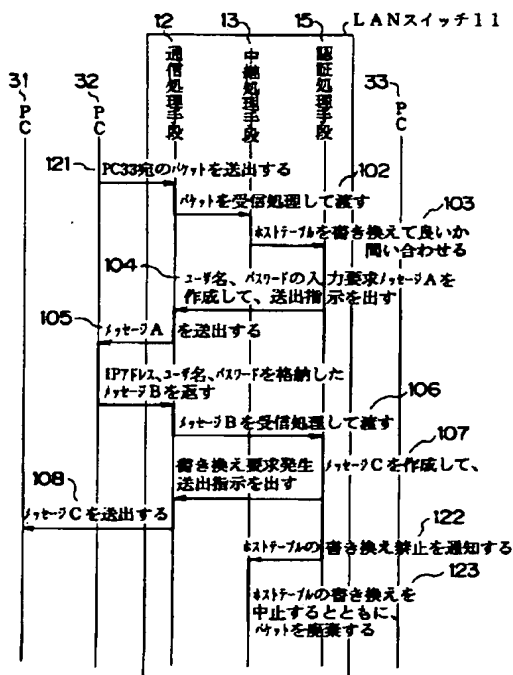 LANスイッチ11
12
13
15
通信処理手段
中継処理手段
認証処理手段
31
PC
32
PC
33
PC
121
PC33宛のパケットを送出する
102
パケットを受信処理して渡す
103
ホストテーブルを書き換えて良いか
問い合わせる
104
ユーザ名、パスワードの入力要求メッセージAを
作成して、送出指示を出す
105
メッセージA を送出する
IPアドレス、ユーザ名、パスワードを格納した
メッセージBを返す
106
メッセージBを受信処理して渡す
107
書き換え要求発生 メッセージCを作成して、
送出指示を出す
108
メッセージCを送出する
122
ホストテーブルの書き換え禁止を通知する
123
ホストテーブルの書き換えを
中止するとともに、
パケットを廃棄する